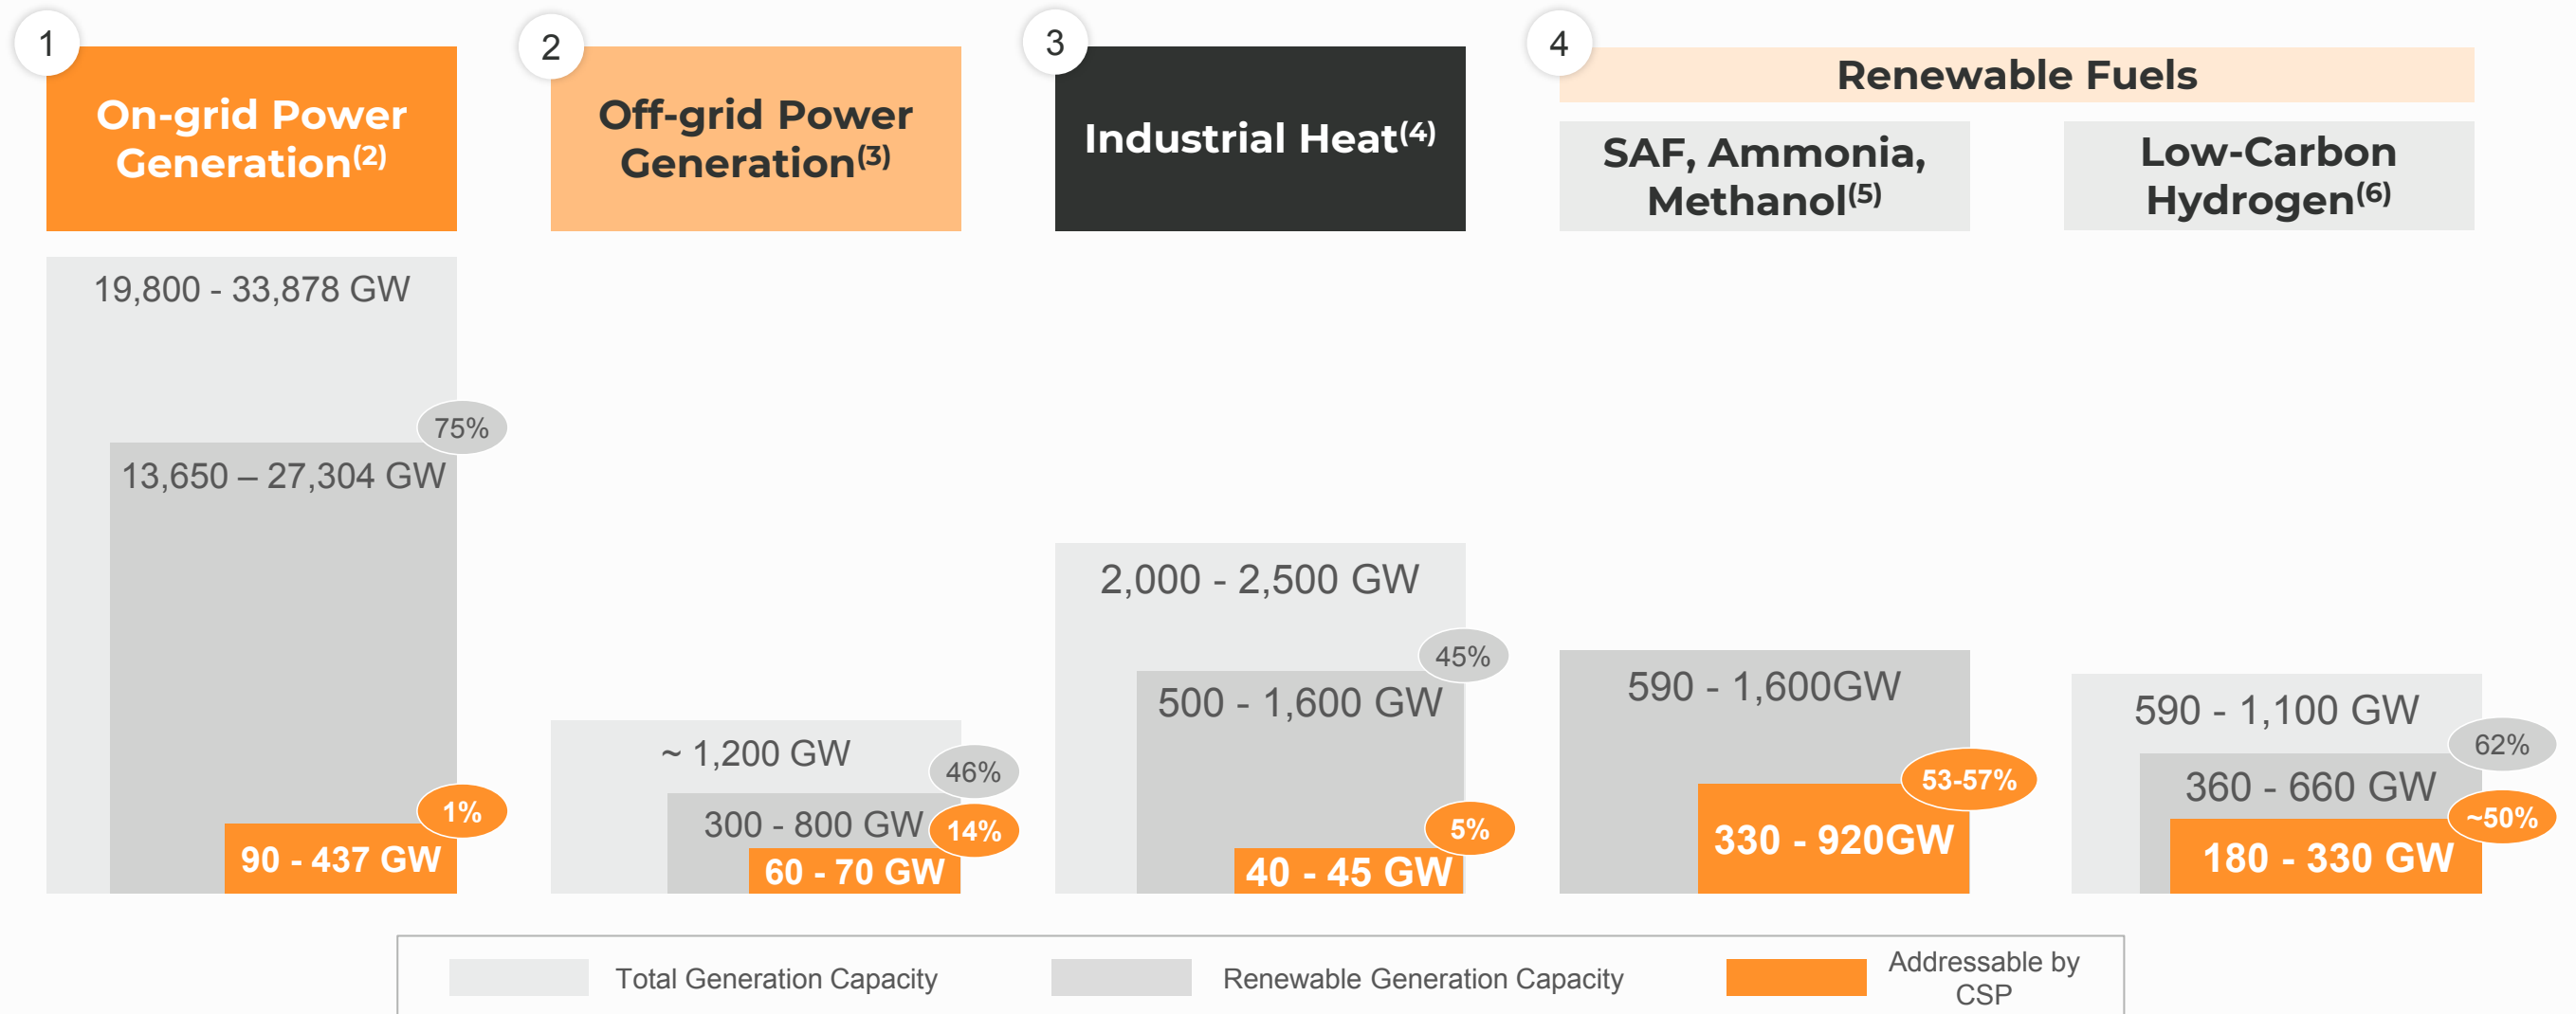 1
On-grid Power
Generation(2)
19,800 - 33,878 GW
75%
13,650 – 27,304 GW
1%
90 - 437 GW
2
Off-grid Power
Generation(3)
~ 1,200 GW
46%
300 - 800 GW
14%
60 - 70 GW
3
Industrial Heat(4)
2,000 - 2,500 GW
45%
500 - 1,600 GW
5%
40 - 45 GW
4
Renewable Fuels
SAF, Ammonia,
Methanol(5)
590 - 1,600GW
53-57%
330 - 920GW
Low-Carbon
Hydrogen(6)
590 - 1,100 GW
62%
360 - 660 GW
~50%
180 - 330 GW
Total Generation Capacity
Renewable Generation Capacity
Addressable by
CSP